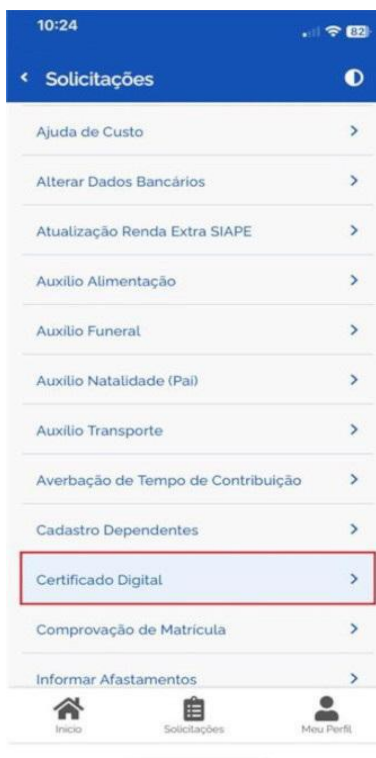 10:24
82
Solicitações
Ajuda de Custo
Alterar Dados Bancários
Atualização Renda Extra SIAPE
Auxílio Alimentação
Auxílio Funeral
Auxílio Natalidade (Pai)
Auxílio Transporte
Averbação de Tempo de Contribuição
Cadastro Dependentes
Certificado Digital
Comprovação de Matrícula
Informar Afastamentos
Início Solicitações Meu Perfil